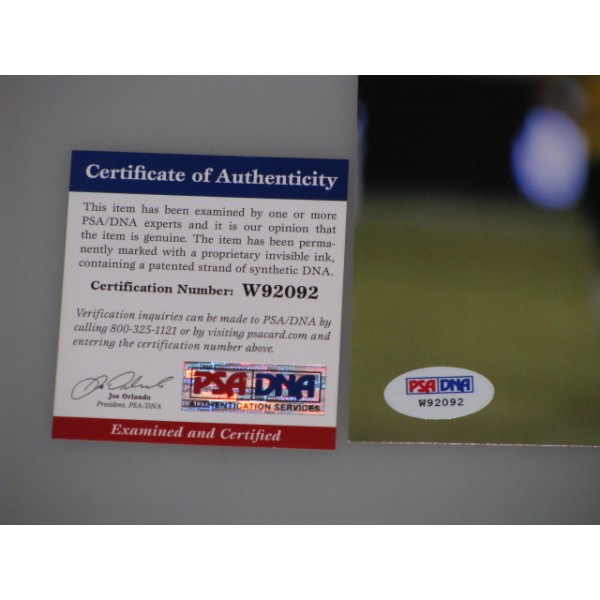 Certificate of Authenticity
This item has been examined by one or more
PSA/DNA experts and it is our opinion that
the item is genuine. The item has been perma-
nently marked with a proprietary invisible ink,
containing a patented strand of synthetic DNA.
Certification Number: W92092
Verification inquiries can be made to PSA/DNA by
calling 800-325-1121 or by visiting psacard.com and
entering the certification number above.
Joe Orlando
President, PSA/DNA
PSA DNA
AUTHENTICATION SERVICES
Examined and Certified
PSA DNA
W92092